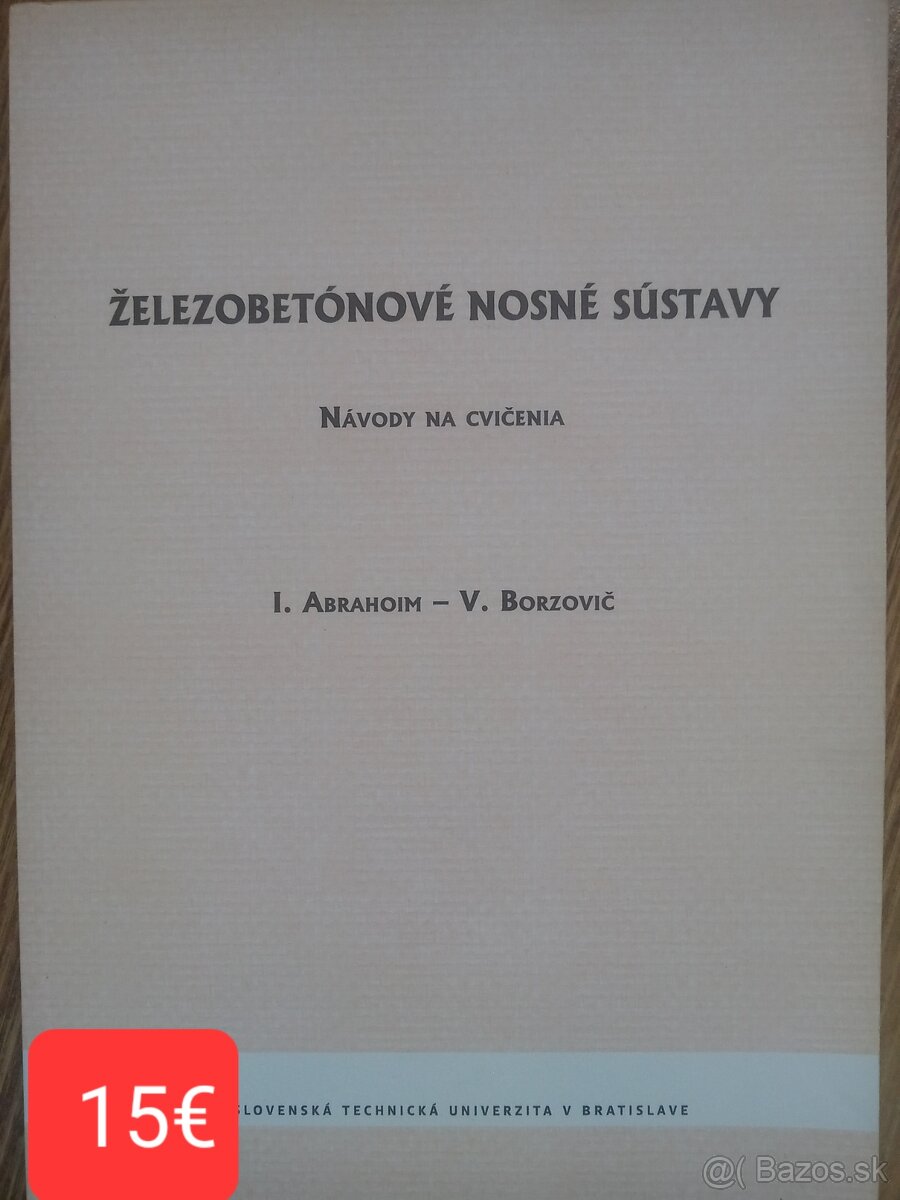 ŽELEZOBETÓNOVÉ NOSNÉ SÚSTAVY
NÁVODY NA CVIČENIA
I. ABRAHOIM – V. BORZOVIČ
SLOVENSKÁ TECHNICKÁ UNIVERZITA V BRATISLAVE
15€
@( Bazos.sk